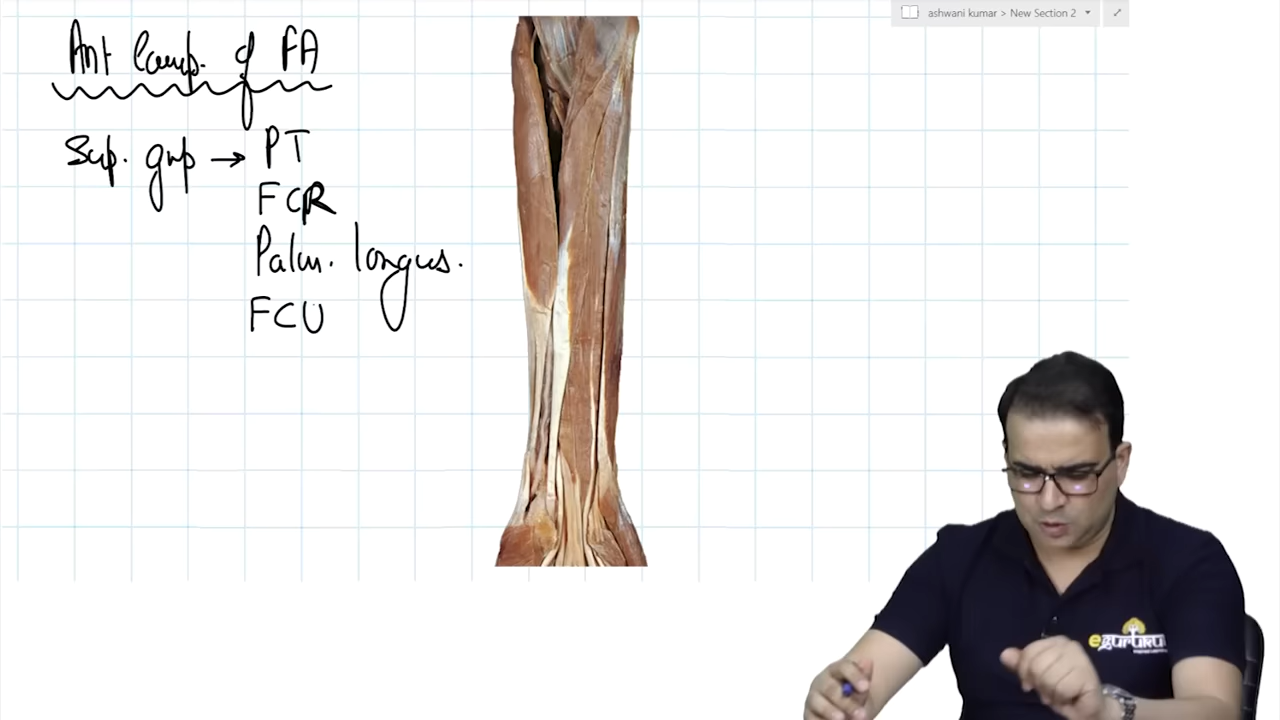 ashwani kumar > New Section 2
Ant Comp. of FA
Sup. grp → PT
FCR
Palm. longus.
FCU
egurukul